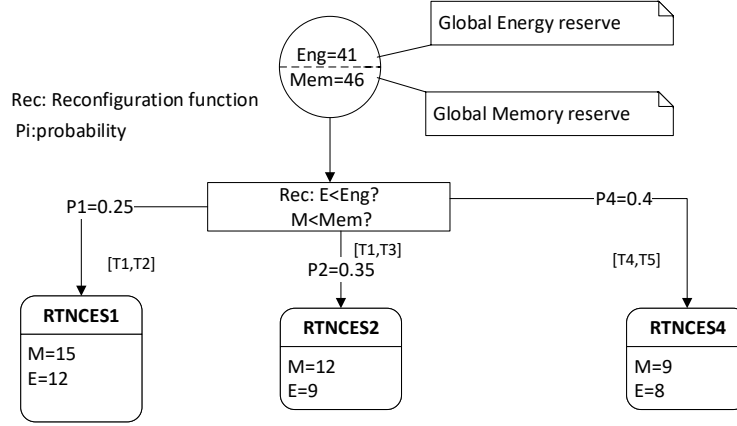 Global Energy reserve
Eng=41
Mem=46
Rec: Reconfiguration function
Global Memory reserve
Pi:probability
Rec: E<Eng?
M<Mem?
P1=0.25
P4=0.4
[T1,T2]
[T1,T3]
P2=0.35
[T4,T5]
RTNCES1
M=15
E=12
RTNCES2
M=12
E=9
RTNCES4
M=9
E=8